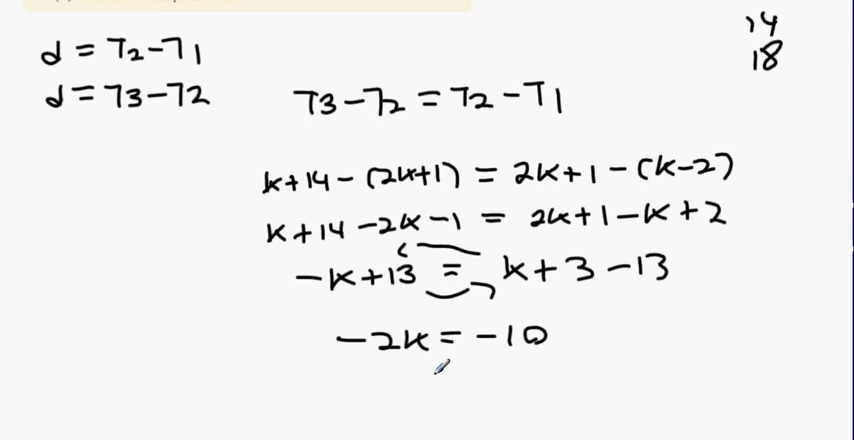 14
18
d = T2-T1
d = T3-T2
T3-T2 = T2-T1
k+14-(2k+1) = 2k+1-(k-2)
k+14-2k-1 = 2k+1-k+2
-k+13 = k+3-13
-2k = -10